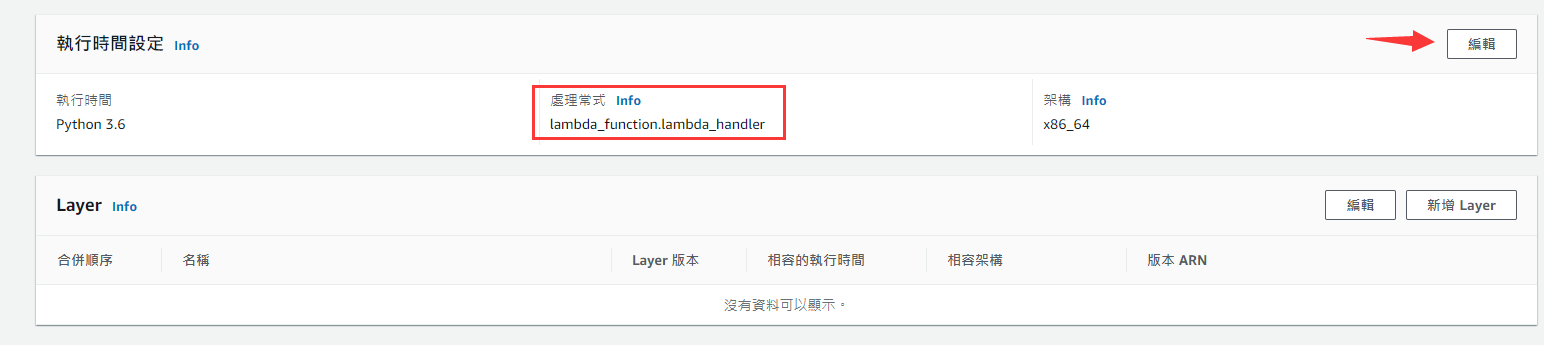 執行時間設定 Info
編輯
執行時間
Python 3.6
處理常式 Info
lambda_function.lambda_handler
架構 Info
x86_64
Layer Info
編輯
新增 Layer
合併順序 名稱 Layer 版本 相容的執行時間 相容架構 版本 ARN
沒有資料可以顯示。